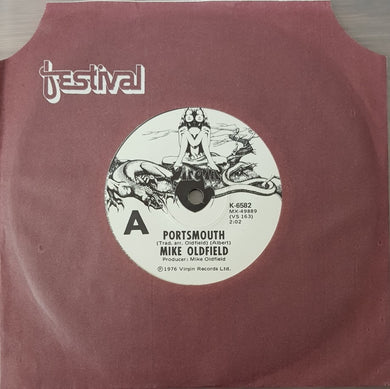 festival
Virgin
A
K-6582
MX-49889
(VS 163)
2:02
PORTSMOUTH
(Trad. arr. Oldfield) (Albert)
MIKE OLDFIELD
Producer: Mike Oldfield
℗1976 Virgin Records Ltd.